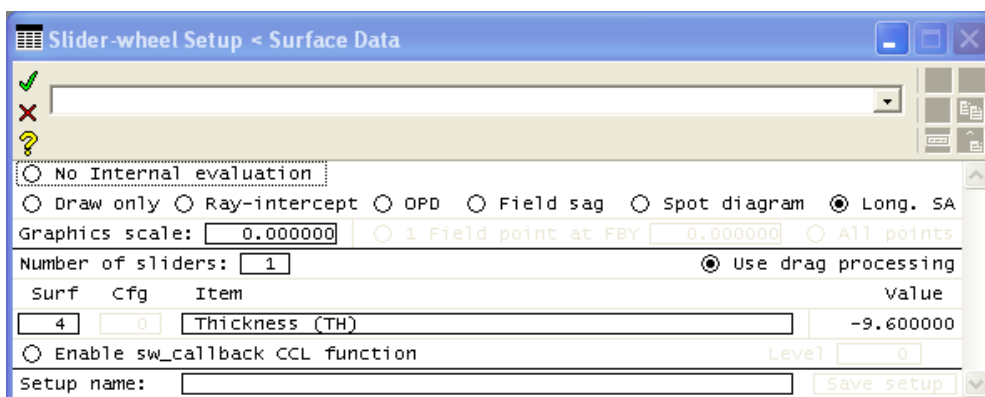 Slider-wheel Setup < Surface Data
No Internal evaluation
Draw only Ray-intercept OPD Field sag Spot diagram Long. SA
Graphics scale: 0.000000 1 Field point at FBY 0.000000 All points
Number of sliders: 1 Use drag processing
Surf Cfg Item Value
4 0 Thickness (TH) -9.600000
Enable sw_callback CCL function Level 0
Setup name: Save setup